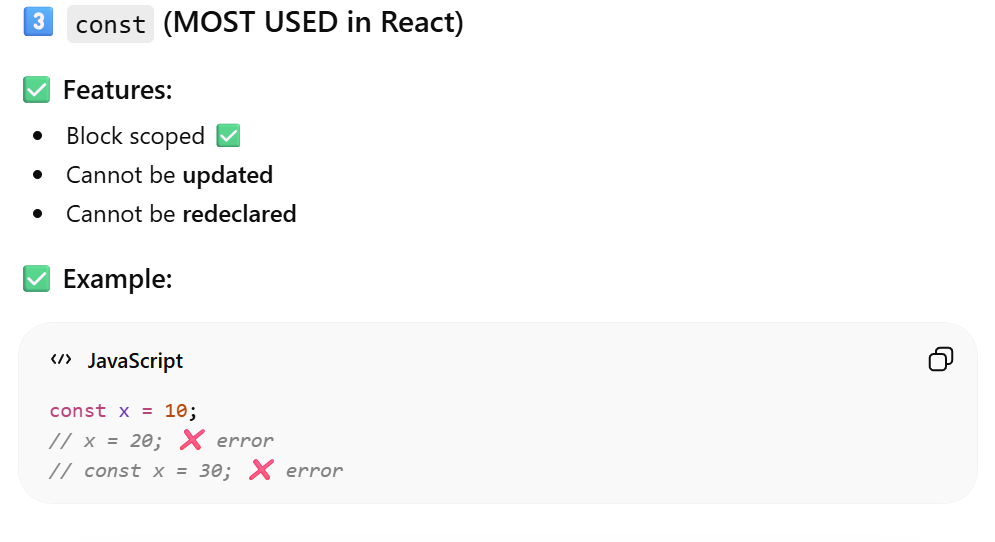 3️⃣ const (MOST USED in React)
✅ Features:
• Block scoped ✅
• Cannot be updated
• Cannot be redeclared
✅ Example:
</> JavaScript
const x = 10;
// x = 20; ❌ error
// const x = 30; ❌ error